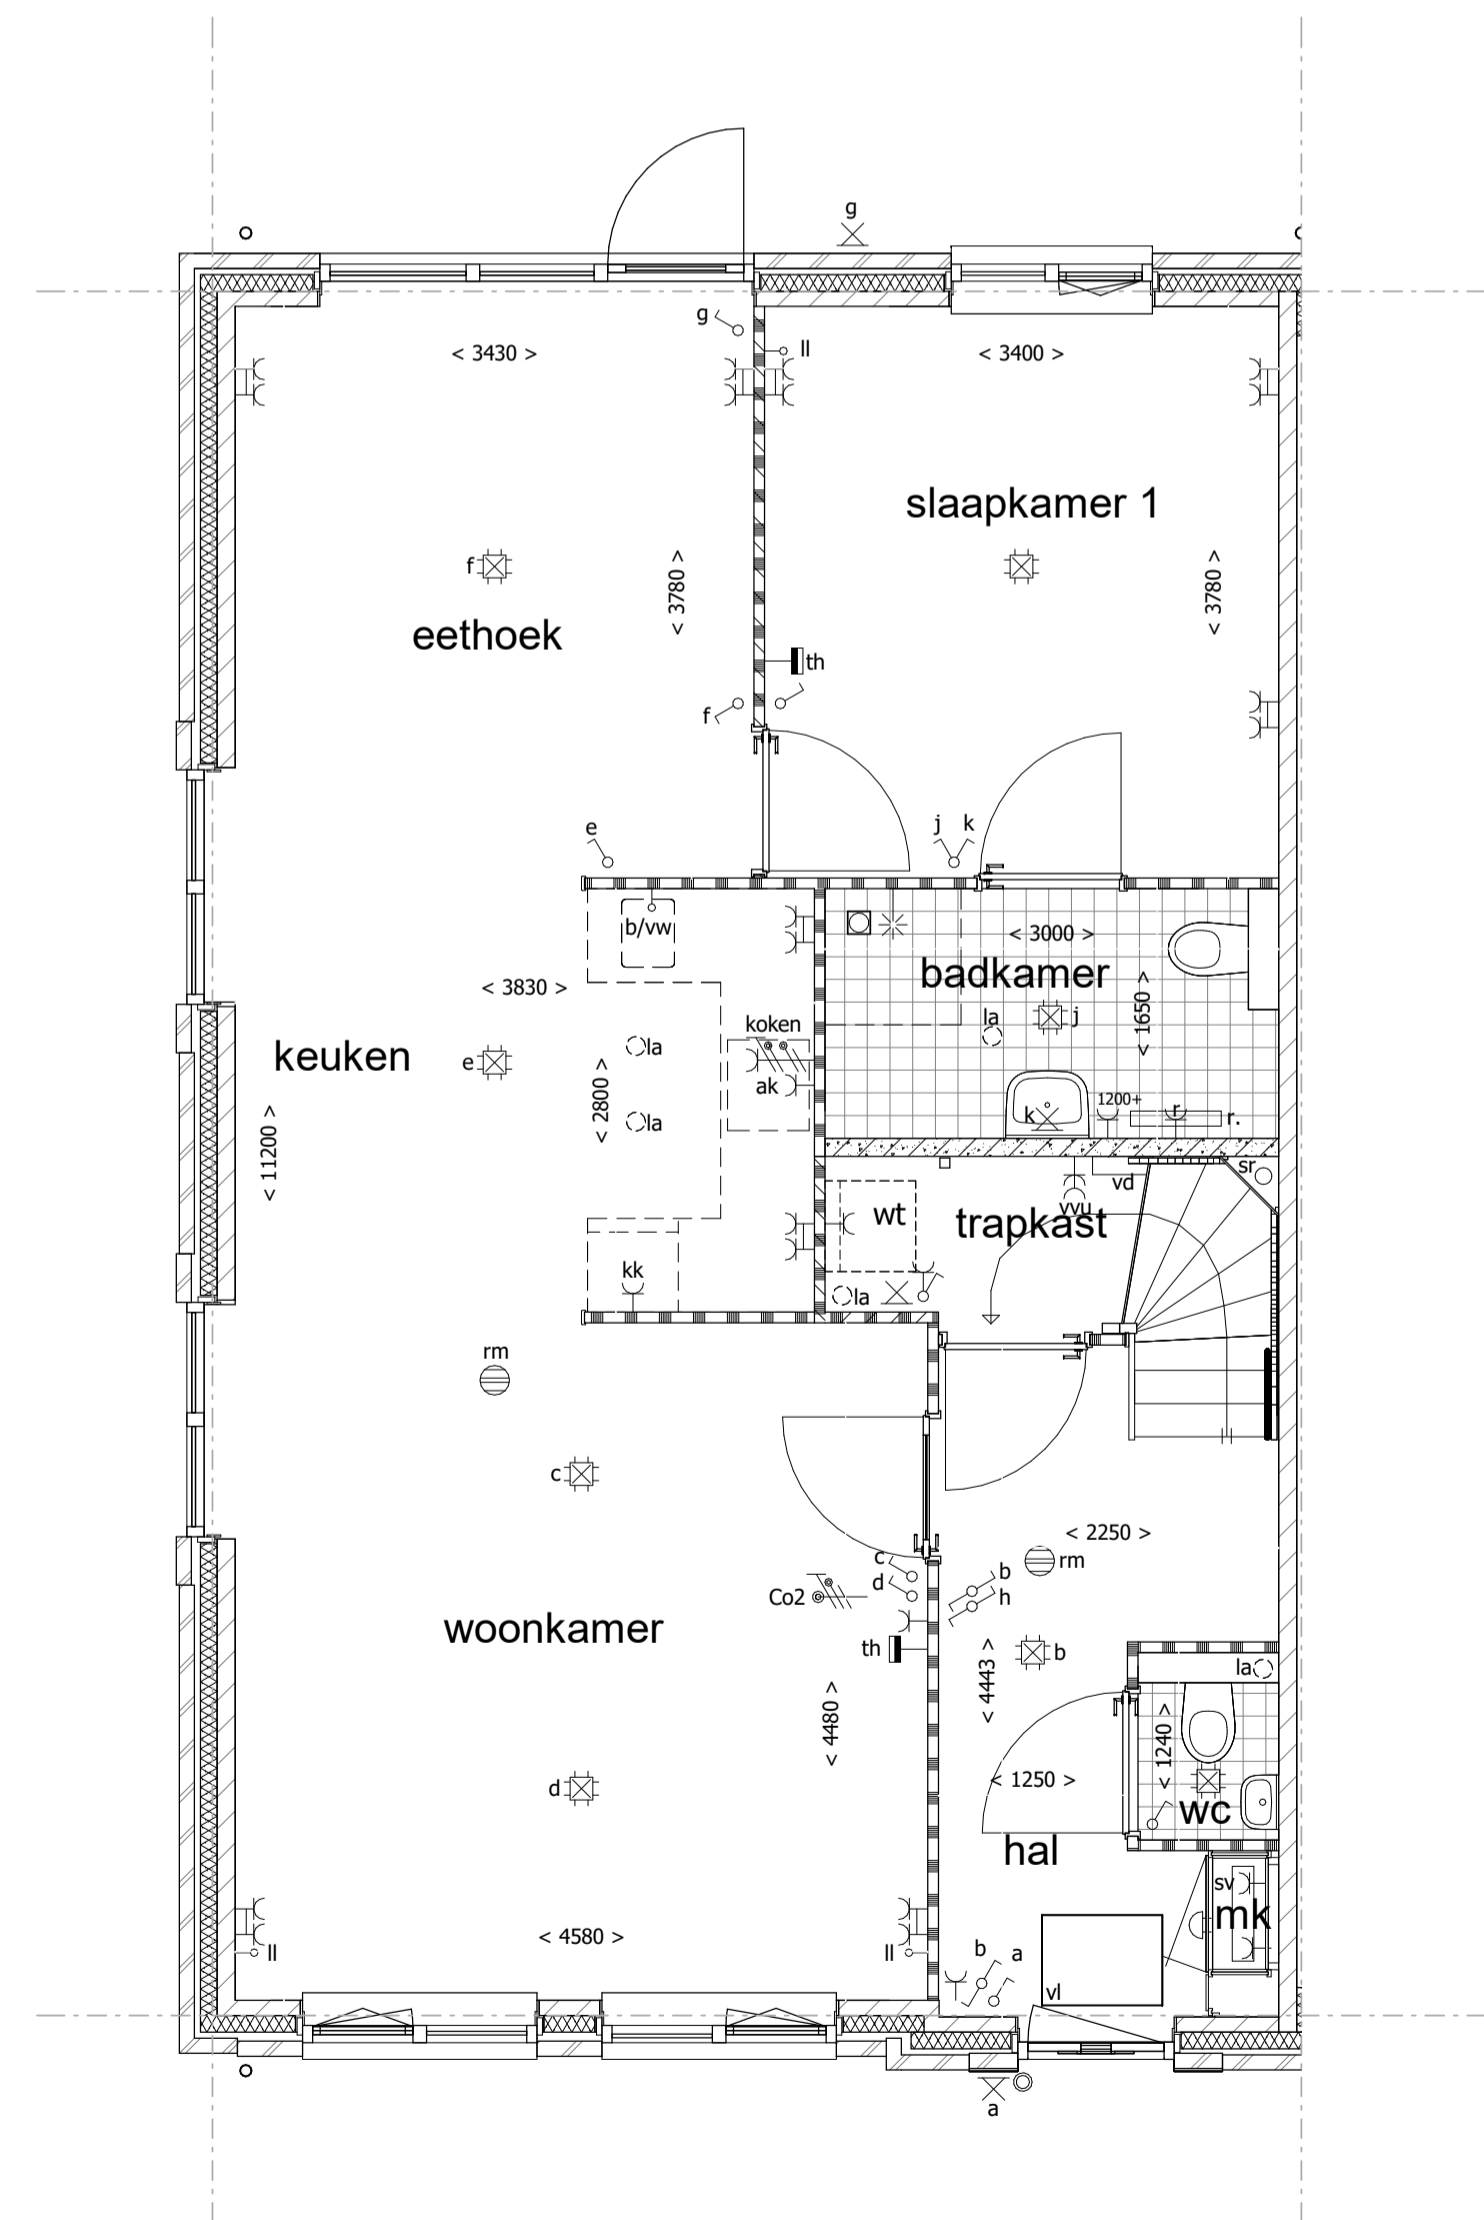 g
g
ll
< 3430 >
< 3400 >
slaapkamer 1
f
< 3780 >
< 3780 >
eethoek
th
f
e
j k
b/vw
< 3000 >
badkamer
< 3830 >
koken
la
j
< 1650 >
keuken
e
la
ak
< 2800 >
la
k
1200+
r
r.
< 11200 >
sr
vd
vvu
wt
trapkast
kk
la
rm
c
< 2250 >
c
rm
d
b
Co2
h
woonkamer
th
b
< 4443 >
la
< 4480 >
< 1240 >
d
< 1250 >
wc
hal
sv
mk
< 4580 >
ll
ll
b
a
vl
a